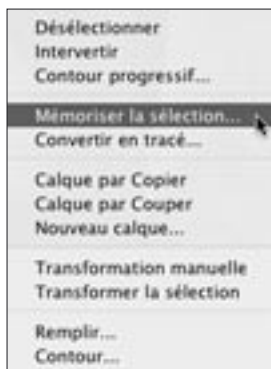 Désélectionner
Intervertir
Contour progressif...
Mémoriser la sélection...
Convertir en tracé...
Calque par Copier
Calque par Couper
Nouveau calque...
Transformation manuelle
Transformer la sélection
Remplir...
Contour...